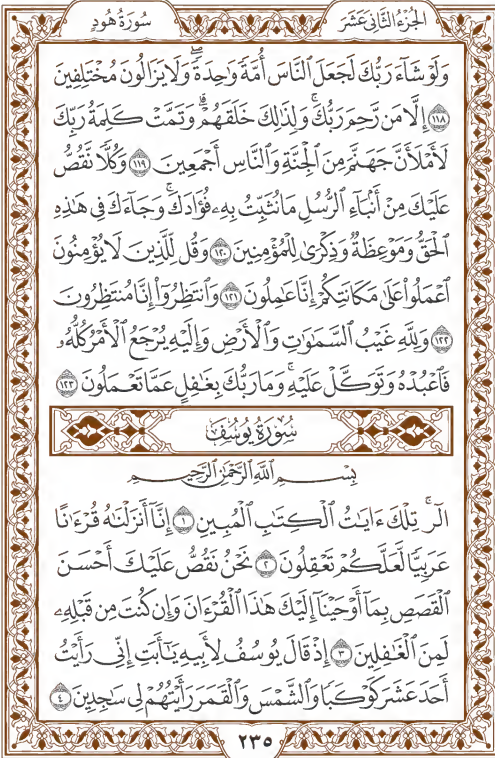 الجزء الثاني عشر
سورة هود
وَلَوْ شَآءَ رَبُّكَ لَجَعَلَ ٱلنَّاسَ أُمَّةً وَٰحِدَةً ۖ وَلَا يَزَالُونَ مُخْتَلِفِينَ
١١٨ إِلَّا مَن رَّحِمَ رَبُّكَ ۚ وَلِذَٰلِكَ خَلَقَهُمْ ۗ وَتَمَّتْ كَلِمَةُ رَبِّكَ
لَأَمْلَأَنَّ جَهَنَّمَ مِنَ ٱلْجِنَّةِ وَٱلنَّاسِ أَجْمَعِينَ ١١٩ وَكُلًّا نَّقُصُّ
عَلَيْكَ مِنْ أَنۢبَآءِ ٱلرُّسُلِ مَا نُثَبِّتُ بِهِۦ فُؤَادَكَ ۚ وَجَآءَكَ فِى هَٰذِهِ
ٱلْحَقُّ وَمَوْعِظَةٌ وَذِكْرَىٰ لِلْمُؤْمِنِينَ ١٢٠ وَقُل لِّلَّذِينَ لَا يُؤْمِنُونَ
ٱعْمَلُوا۟ عَلَىٰ مَكَانَتِكُمْ إِنَّا عَٰمِلُونَ ١٢١ وَٱنتَظِرُوٓا۟ إِنَّا مُنتَظِرُونَ
١٢٢ وَلِلَّهِ غَيْبُ ٱلسَّمَٰوَٰتِ وَٱلْأَرْضِ وَإِلَيْهِ يُرْجَعُ ٱلْأَمْرُ كُلُّهُۥ
فَٱعْبُدْهُ وَتَوَكَّلْ عَلَيْهِ ۚ وَمَا رَبُّكَ بِغَٰفِلٍ عَمَّا تَعْمَلُونَ ١٢٣
سُورَةُ يُوسُفَ
بِسْمِ ٱللَّهِ ٱلرَّحْمَٰنِ ٱلرَّحِيمِ
الٓر ۚ تِلْكَ ءَايَٰتُ ٱلْكِتَٰبِ ٱلْمُبِينِ ١ إِنَّآ أَنزَلْنَٰهُ قُرْءَٰنًا
عَرَبِيًّا لَّعَلَّكُمْ تَعْقِلُونَ ٢ نَحْنُ نَقُصُّ عَلَيْكَ أَحْسَنَ
ٱلْقَصَصِ بِمَآ أَوْحَيْنَآ إِلَيْكَ هَٰذَا ٱلْقُرْءَانَ وَإِن كُنتَ مِن قَبْلِهِۦ
لَمِنَ ٱلْغَٰفِلِينَ ٣ إِذْ قَالَ يُوسُفُ لِأَبِيهِ يَٰٓأَبَتِ إِنِّى رَأَيْتُ
أَحَدَ عَشَرَ كَوْكَبًا وَٱلشَّمْسَ وَٱلْقَمَرَ رَأَيْتُهُمْ لِى سَٰجِدِينَ ٤
٢٣٥